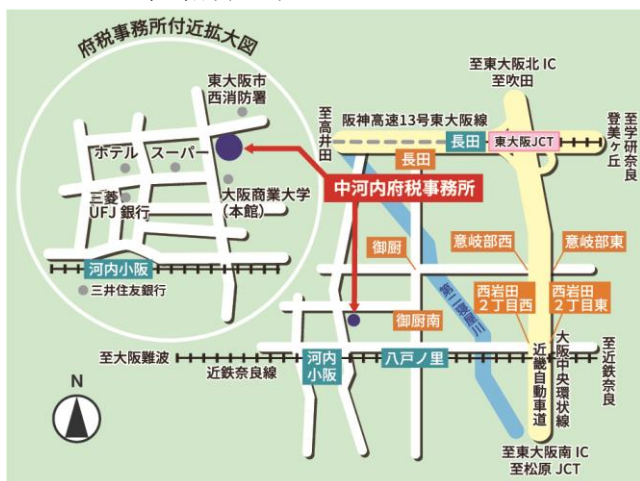 府税事務所付近拡大図
東大阪市
西消防署
ホテル
スーパー
三菱
UFJ銀行
大阪商業大学
(本館)
河内小阪
三井住友銀行
中河内府税事務所
至高井田
阪神高速13号東大阪線
長田
東大阪JCT
長田
至東大阪北IC
至吹田
至学研奈良
登美ヶ丘
御厨
意岐部西
意岐部東
第二寝屋川
御厨南
西岩田
2丁目西
西岩田
2丁目東
至大阪難波
近鉄奈良線
河内
小阪
八戸ノ里
近畿自動車道
大阪中央環状線
至近鉄奈良
至東大阪南IC
至松原JCT
N